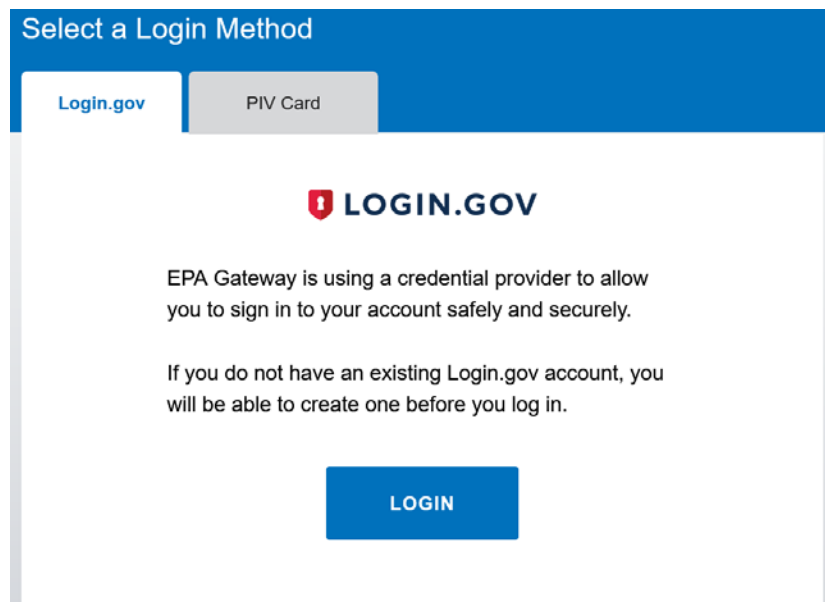 Select a Login Method
Login.gov
PIV Card
LOGIN.GOV
EPA Gateway is using a credential provider to allow
you to sign in to your account safely and securely.
If you do not have an existing Login.gov account, you
will be able to create one before you log in.
LOGIN